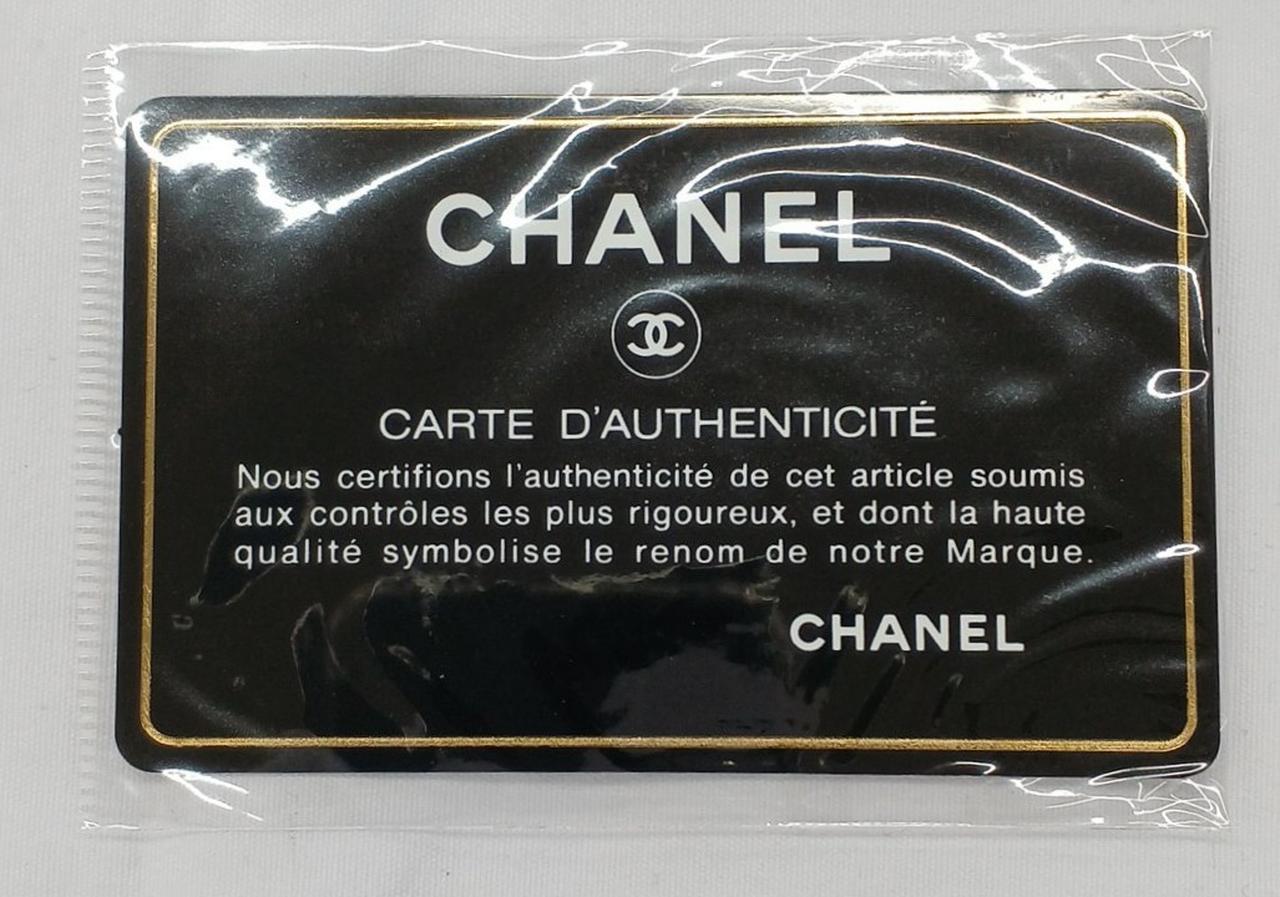 CHANEL
CARTE D'AUTHENTICITÉ
Nous certifions l'authenticité de cet article soumis
aux contrôles les plus rigoureux, et dont la haute
qualité symbolise le renom de notre Marque.
CHANEL